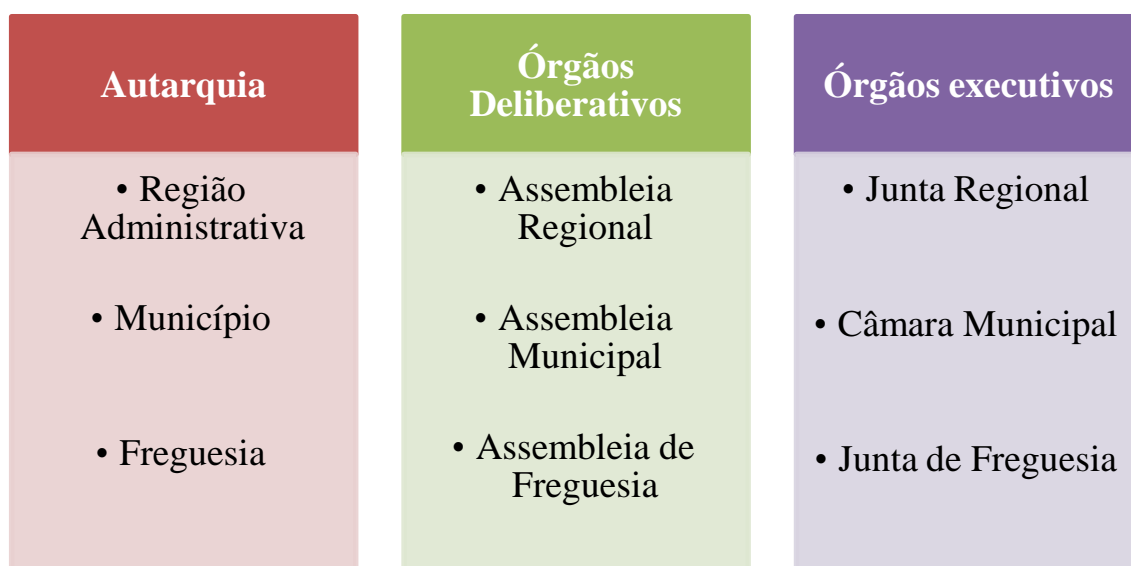 Autarquia
• Região
Administrativa
• Município
• Freguesia
Órgãos
Deliberativos
• Assembleia
Regional
• Assembleia
Municipal
• Assembleia de
Freguesia
Órgãos executivos
• Junta Regional
• Câmara Municipal
• Junta de Freguesia